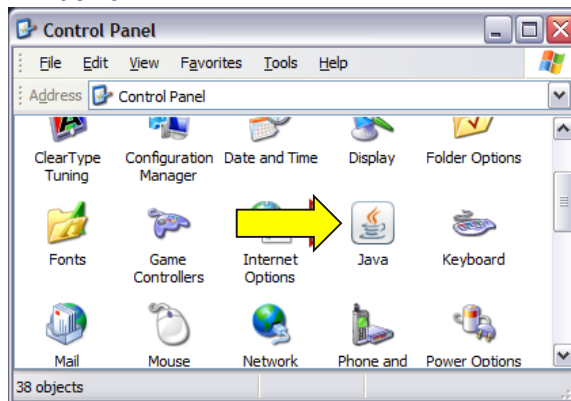 Control Panel
File Edit View Favorites Tools Help
Address Control Panel
ClearType Tuning
Configuration Manager
Date and Time
Display
Folder Options
Fonts
Game Controllers
Internet Options
Java
Keyboard
Mail
Mouse
Network
Phone and
Power Options
38 objects